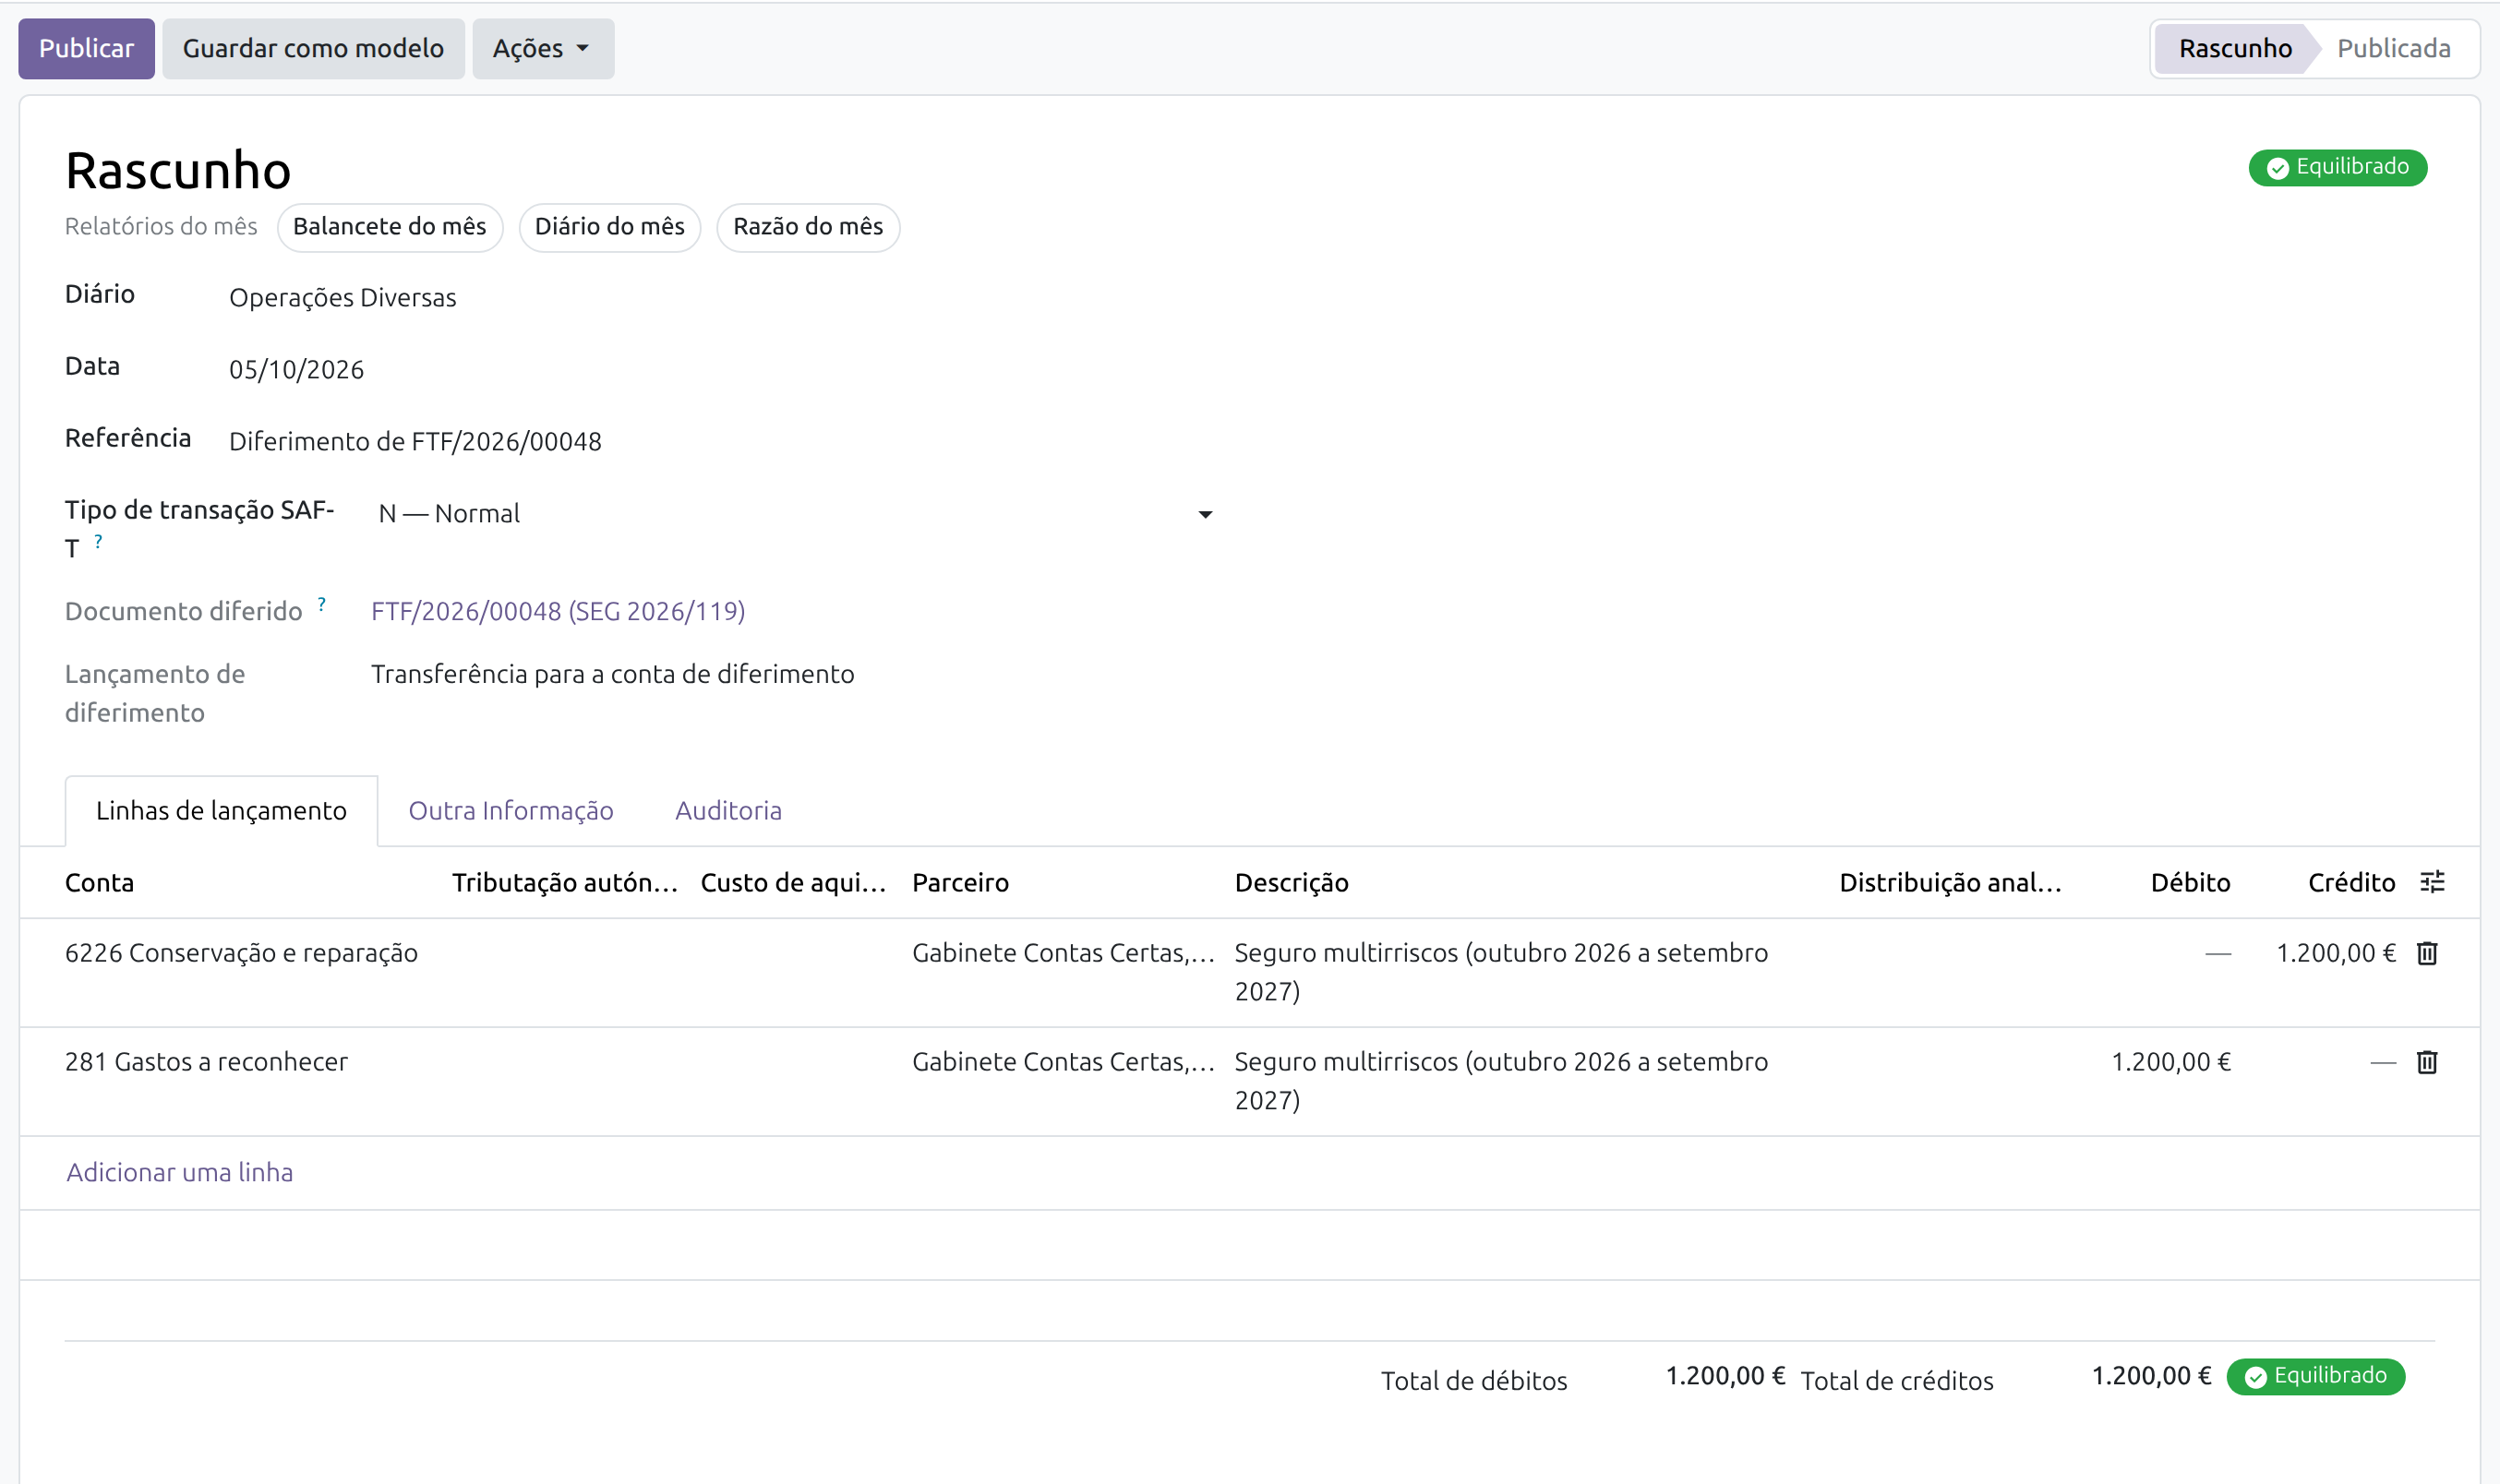 Publicar Guardar como modelo Ações Rascunho Publicada
Rascunho Equilibrado
Relatórios do mês Balancete do mês Diário do mês Razão do mês
Diário Operações Diversas
Data 05/10/2026
Referência Diferimento de FTF/2026/00048
Tipo de transação SAF-
T ? N — Normal
Documento diferido ? FTF/2026/00048 (SEG 2026/119)
Lançamento de
diferimento Transferência para a conta de diferimento
Linhas de lançamento Outra Informação Auditoria
Conta Tributação autón... Custo de aqui... Parceiro Descrição Distribuição anal... Débito Crédito
6226 Conservação e reparação Gabinete Contas Certas,... Seguro multirriscos (outubro 2026 a setembro — 1.200,00 €
2027)
281 Gastos a reconhecer Gabinete Contas Certas,... Seguro multirriscos (outubro 2026 a setembro 1.200,00 € —
2027)
Adicionar uma linha
Total de débitos 1.200,00 € Total de créditos 1.200,00 € Equilibrado